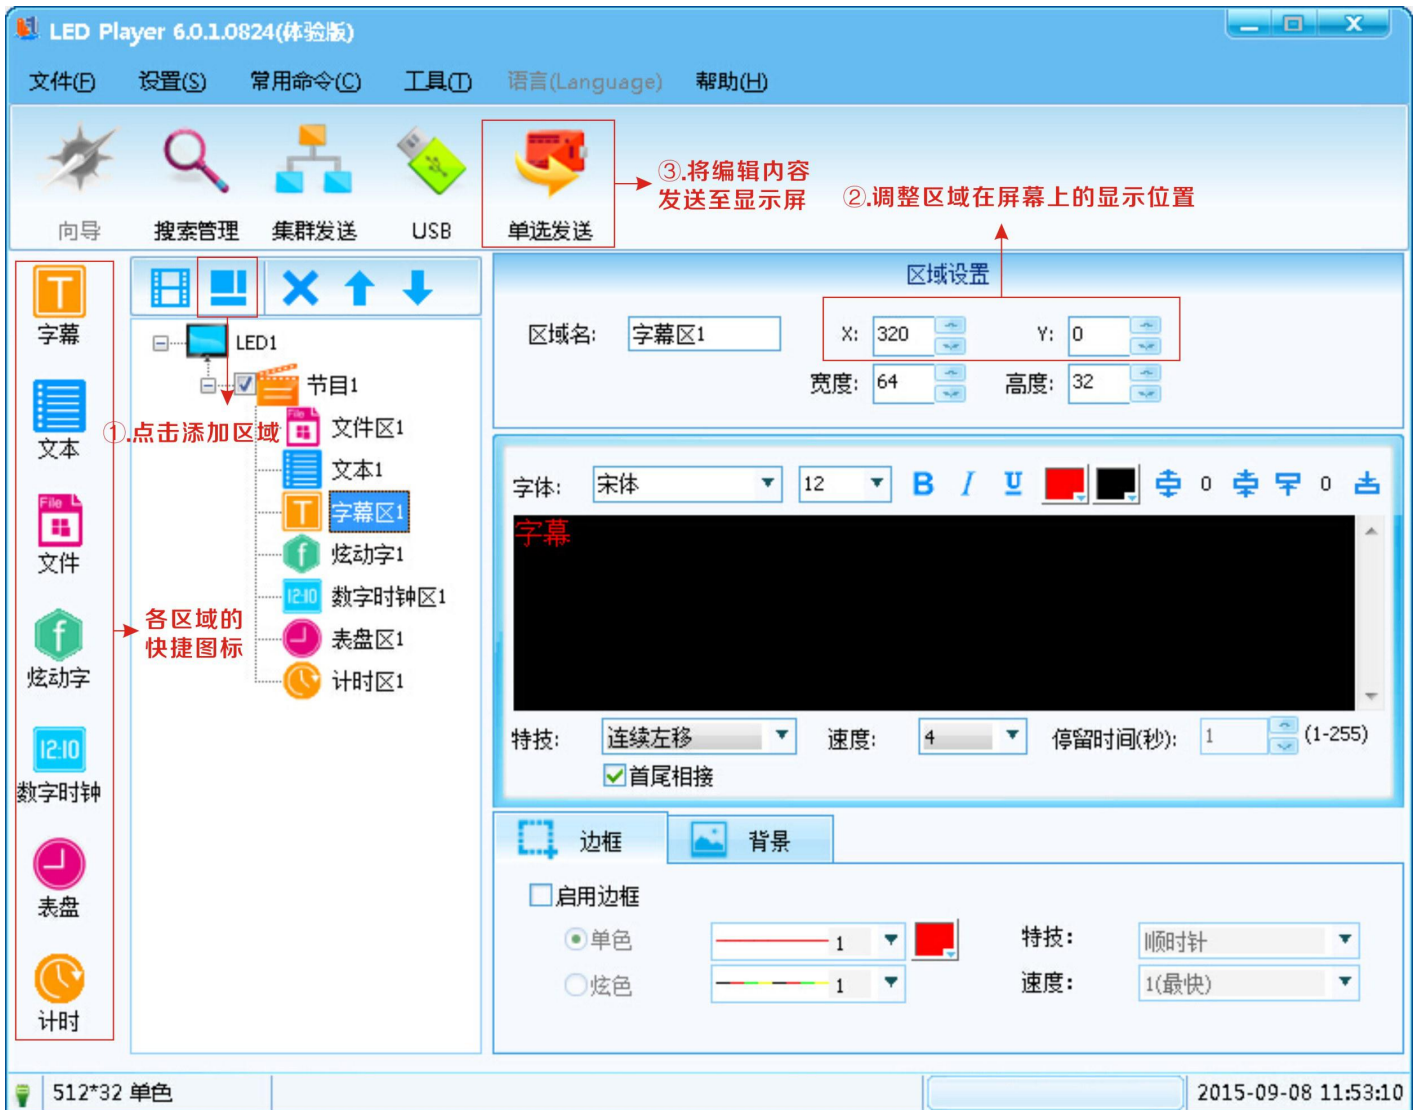 LED Player 6.0.1.0824(体验版)
文件(F) 设置(S) 常用命令(C) 工具(T) 语言(Language) 帮助(H)
向导 搜索管理 集群发送 USB 单选发送
③.将编辑内容
发送至显示屏
②.调整区域在屏幕上的显示位置
T
字幕
文本
File
文件
f
炫动字
12:10
数字时钟
表盘
计时
LED1
节目1
①.点击添加区域
File
文件区1
文本1
T 字幕区1
f 炫动字1
12:10 数字时钟区1
表盘区1
计时区1
各区域的
快捷图标
区域设置
区域名: 字幕区1 X: 320 Y: 0
宽度: 64 高度: 32
字体: 宋体 12 B I U 0 0
字幕
特技: 连续左移 速度: 4 停留时间(秒): 1 (1-255)
首尾相接
边框 背景
启用边框
单色 1 特技: 顺时针
炫色 1 速度: 1(最快)
512*32 单色 2015-09-08 11:53:10